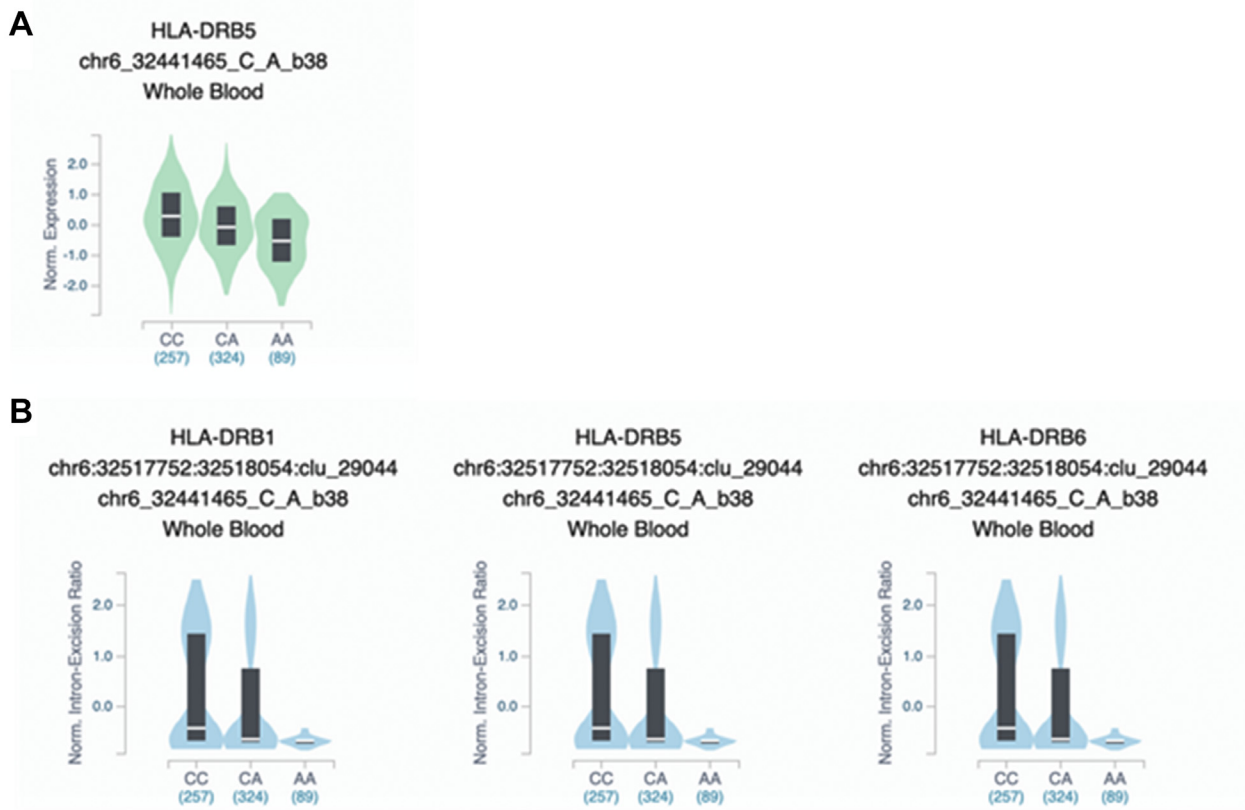 A
HLA-DRB5
chr6_32441465_C_A_b38
Whole Blood
Norm. Expression
2.0
1.0
0.0
-1.0
-2.0
CC CA AA
(257) (324) (89)
B
HLA-DRB1
chr6:32517752:32518054:clu_29044
chr6_32441465_C_A_b38
Whole Blood
Norm. Intron-Excision Ratio
2.0
1.0
0.0
CC CA AA
(257) (324) (89)
HLA-DRB5
chr6:32517752:32518054:clu_29044
chr6_32441465_C_A_b38
Whole Blood
Norm. Intron-Excision Ratio
2.0
1.0
0.0
CC CA AA
(257) (324) (89)
HLA-DRB6
chr6:32517752:32518054:clu_29044
chr6_32441465_C_A_b38
Whole Blood
Norm. Intron-Excision Ratio
2.0
1.0
0.0
CC CA AA
(257) (324) (89)